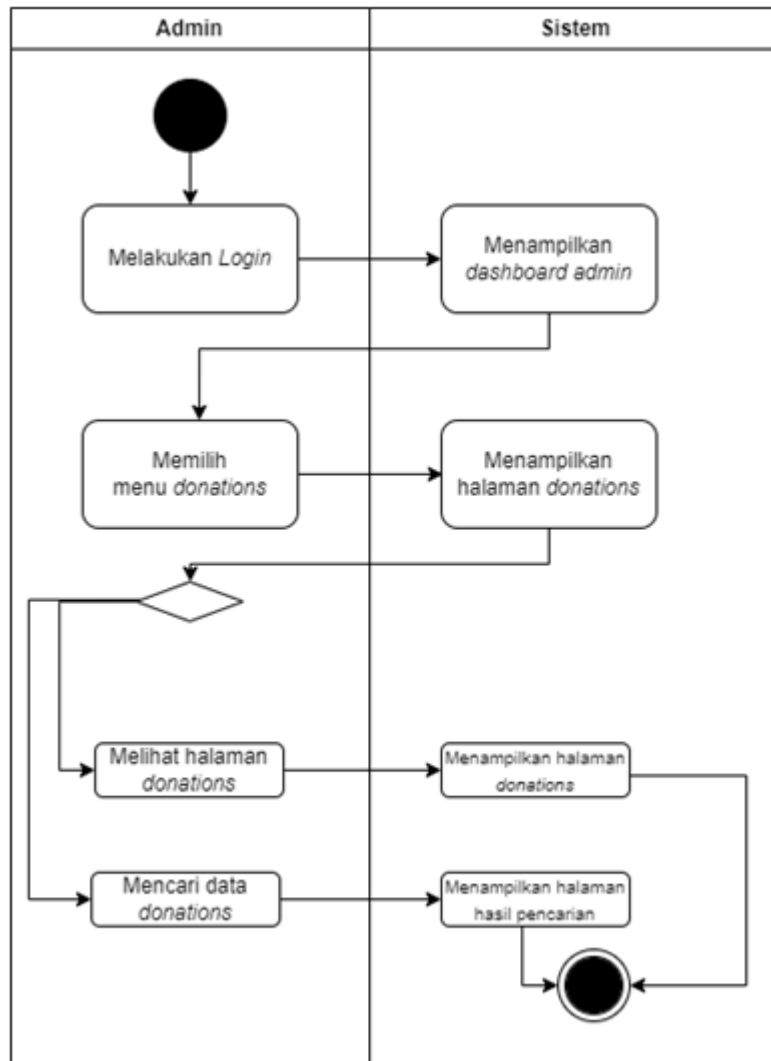 Admin
Sistem
Melakukan Login
Menampilkan
dashboard admin
Memilih
menu donations
Menampilkan
halaman donations
Melihat halaman
donations
Menampilkan halaman
donations
Mencari data
donations
Menampilkan halaman
hasil pencarian